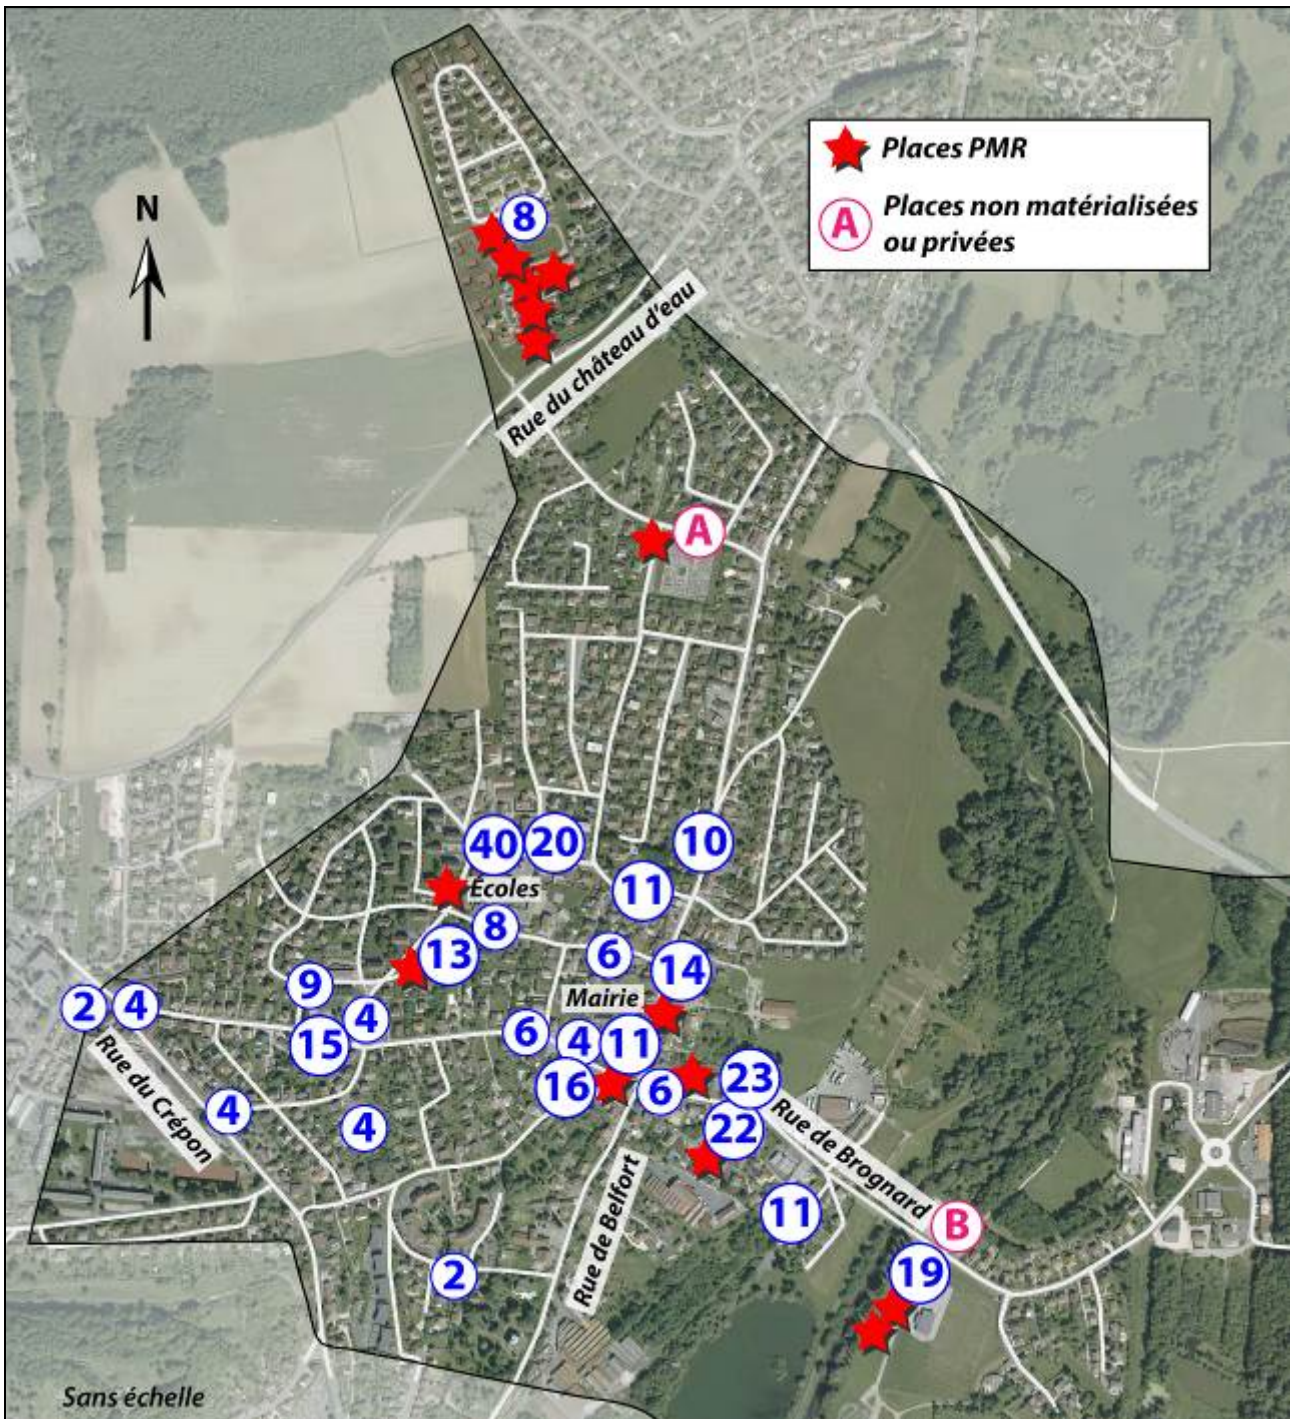 Places PMR
A
Places non matérialisées
ou privées
N
8
Rue du château d'eau
A
40
20
10
Écoles
11
8
13
6
14
9
Mairie
2
4
4
15
6
4
11
Rue du Crépon
16
6
23
4
4
22
Rue de Brognard
Rue de Belfort
11
B
2
19
Sans échelle